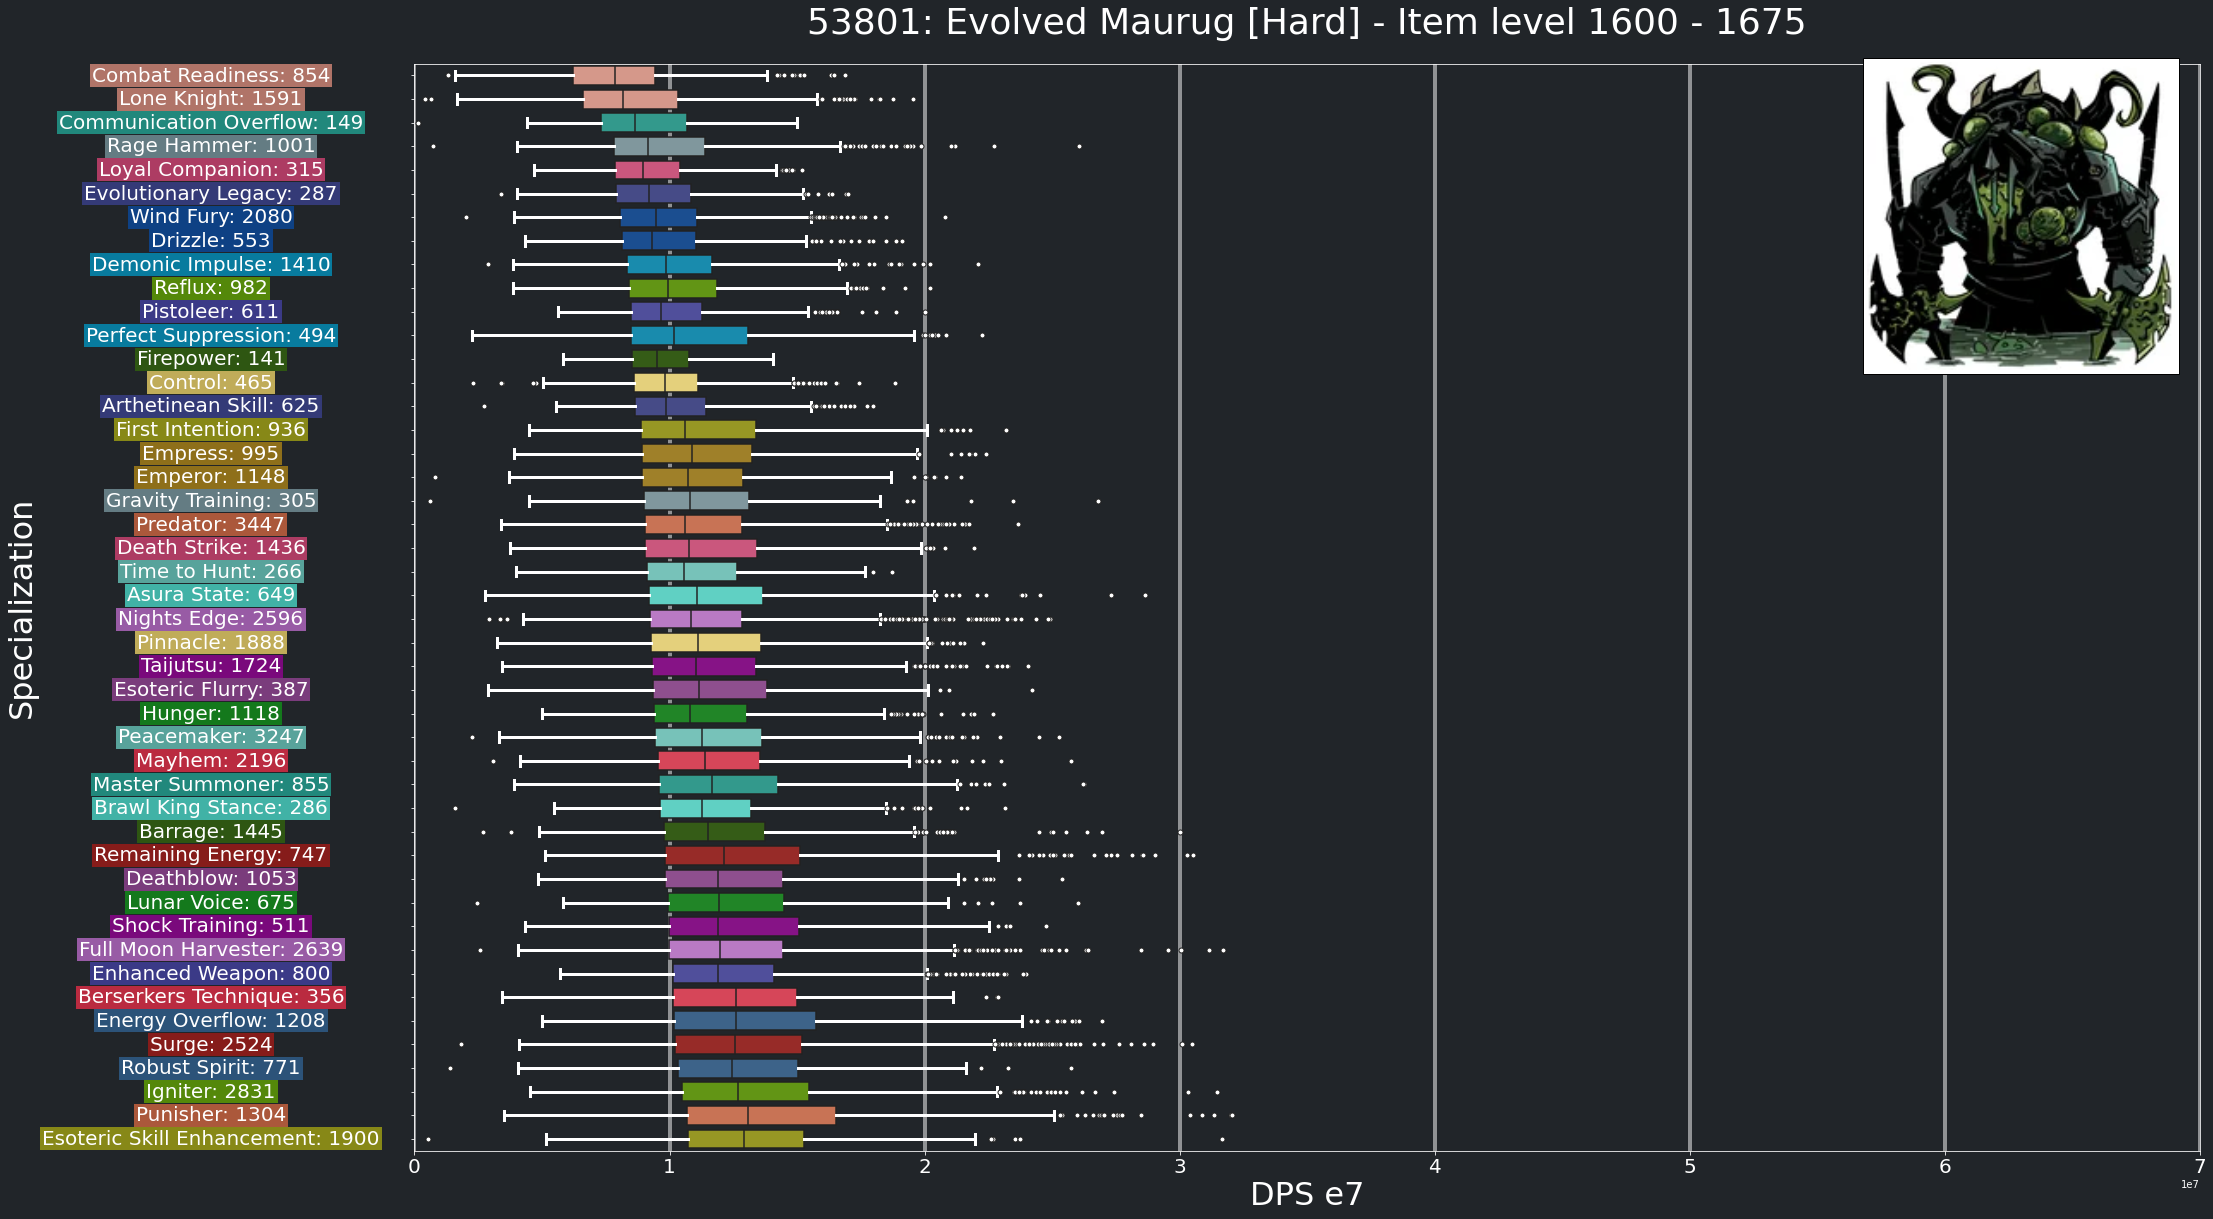 53801: Evolved Maurug [Hard] - Item level 1600 - 1675
Specialization
Combat Readiness: 854
Lone Knight: 1591
Communication Overflow: 149
Rage Hammer: 1001
Loyal Companion: 315
Evolutionary Legacy: 287
Wind Fury: 2080
Drizzle: 553
Demonic Impulse: 1410
Reflux: 982
Pistoleer: 611
Perfect Suppression: 494
Firepower: 141
Control: 465
Arthetinean Skill: 625
First Intention: 936
Empress: 995
Emperor: 1148
Gravity Training: 305
Predator: 3447
Death Strike: 1436
Time to Hunt: 266
Asura State: 649
Nights Edge: 2596
Pinnacle: 1888
Taijutsu: 1724
Esoteric Flurry: 387
Hunger: 1118
Peacemaker: 3247
Mayhem: 2196
Master Summoner: 855
Brawl King Stance: 286
Barrage: 1445
Remaining Energy: 747
Deathblow: 1053
Lunar Voice: 675
Shock Training: 511
Full Moon Harvester: 2639
Enhanced Weapon: 800
Berserkers Technique: 356
Energy Overflow: 1208
Surge: 2524
Robust Spirit: 771
Igniter: 2831
Punisher: 1304
Esoteric Skill Enhancement: 1900
0 1 2 3 4 5 6 7
1e7
DPS e7